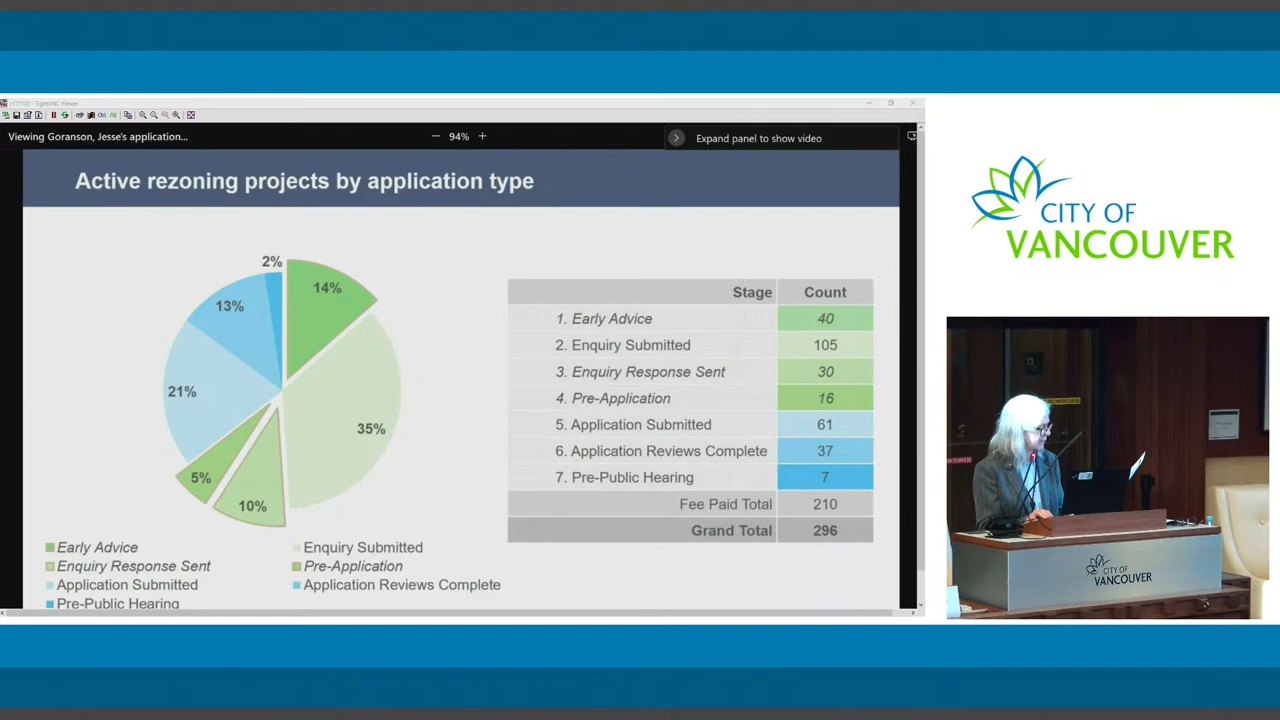 Viewing Goranson, Jesse's application...
94%
Expand panel to show video
Active rezoning projects by application type
2%
14%
13%
21%
35%
5%
10%
Stage Count
1. Early Advice 40
2. Enquiry Submitted 105
3. Enquiry Response Sent 30
4. Pre-Application 16
5. Application Submitted 61
6. Application Reviews Complete 37
7. Pre-Public Hearing 7
Fee Paid Total 210
Grand Total 296
Early Advice Enquiry Submitted
Enquiry Response Sent Pre-Application
Application Submitted Application Reviews Complete
Pre-Public Hearing
CITY OF
VANCOUVER
CITY OF
VANCOUVER